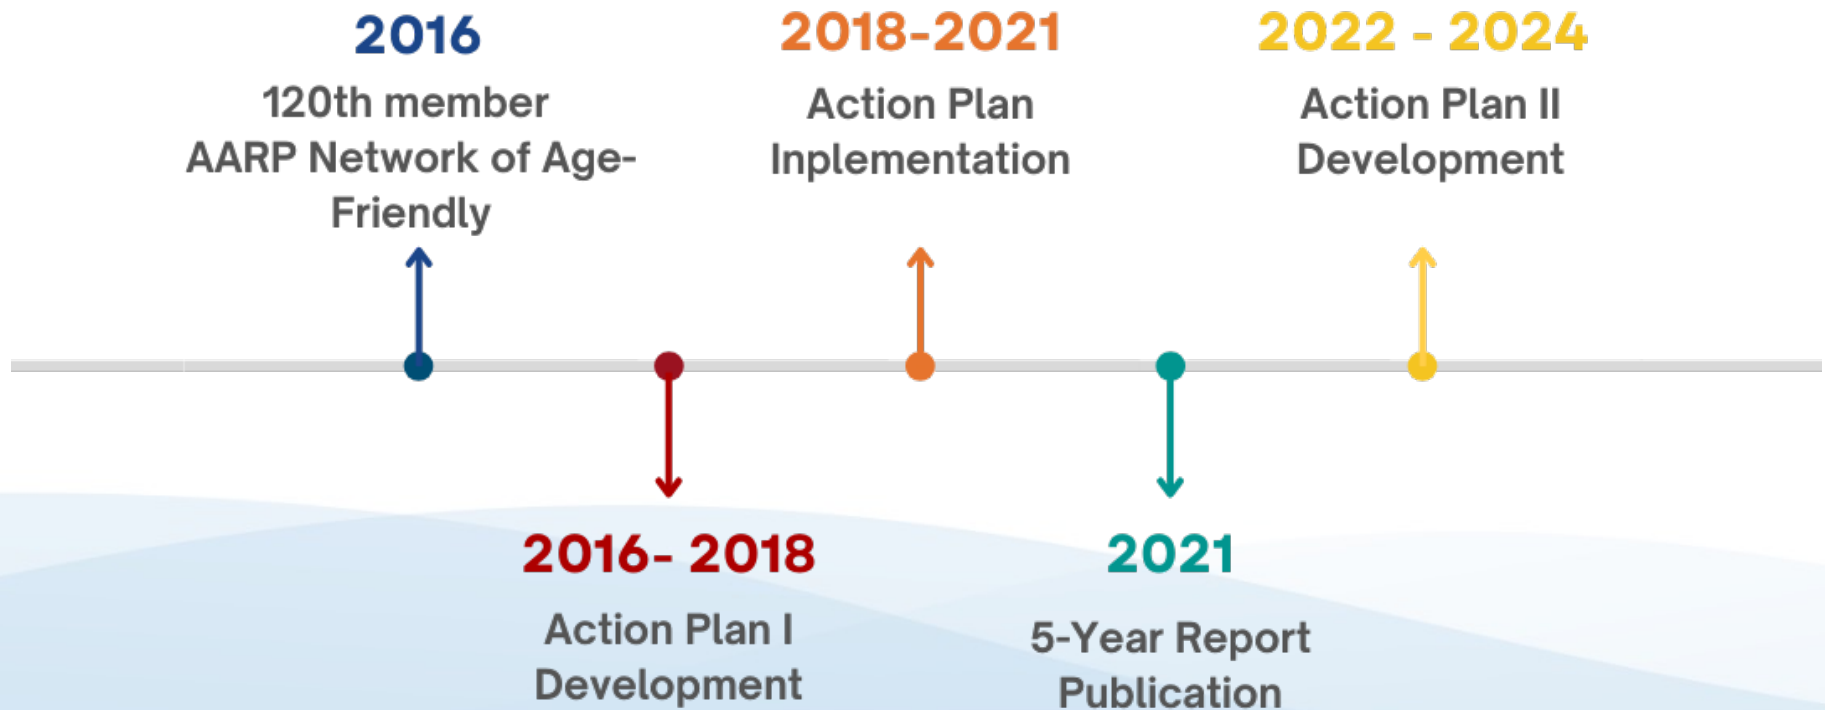 2016
120th member
AARP Network of Age-
Friendly
2016- 2018
Action Plan I
Development
2018-2021
Action Plan
Inplementation
2021
5-Year Report
Publication
2022 - 2024
Action Plan II
Development